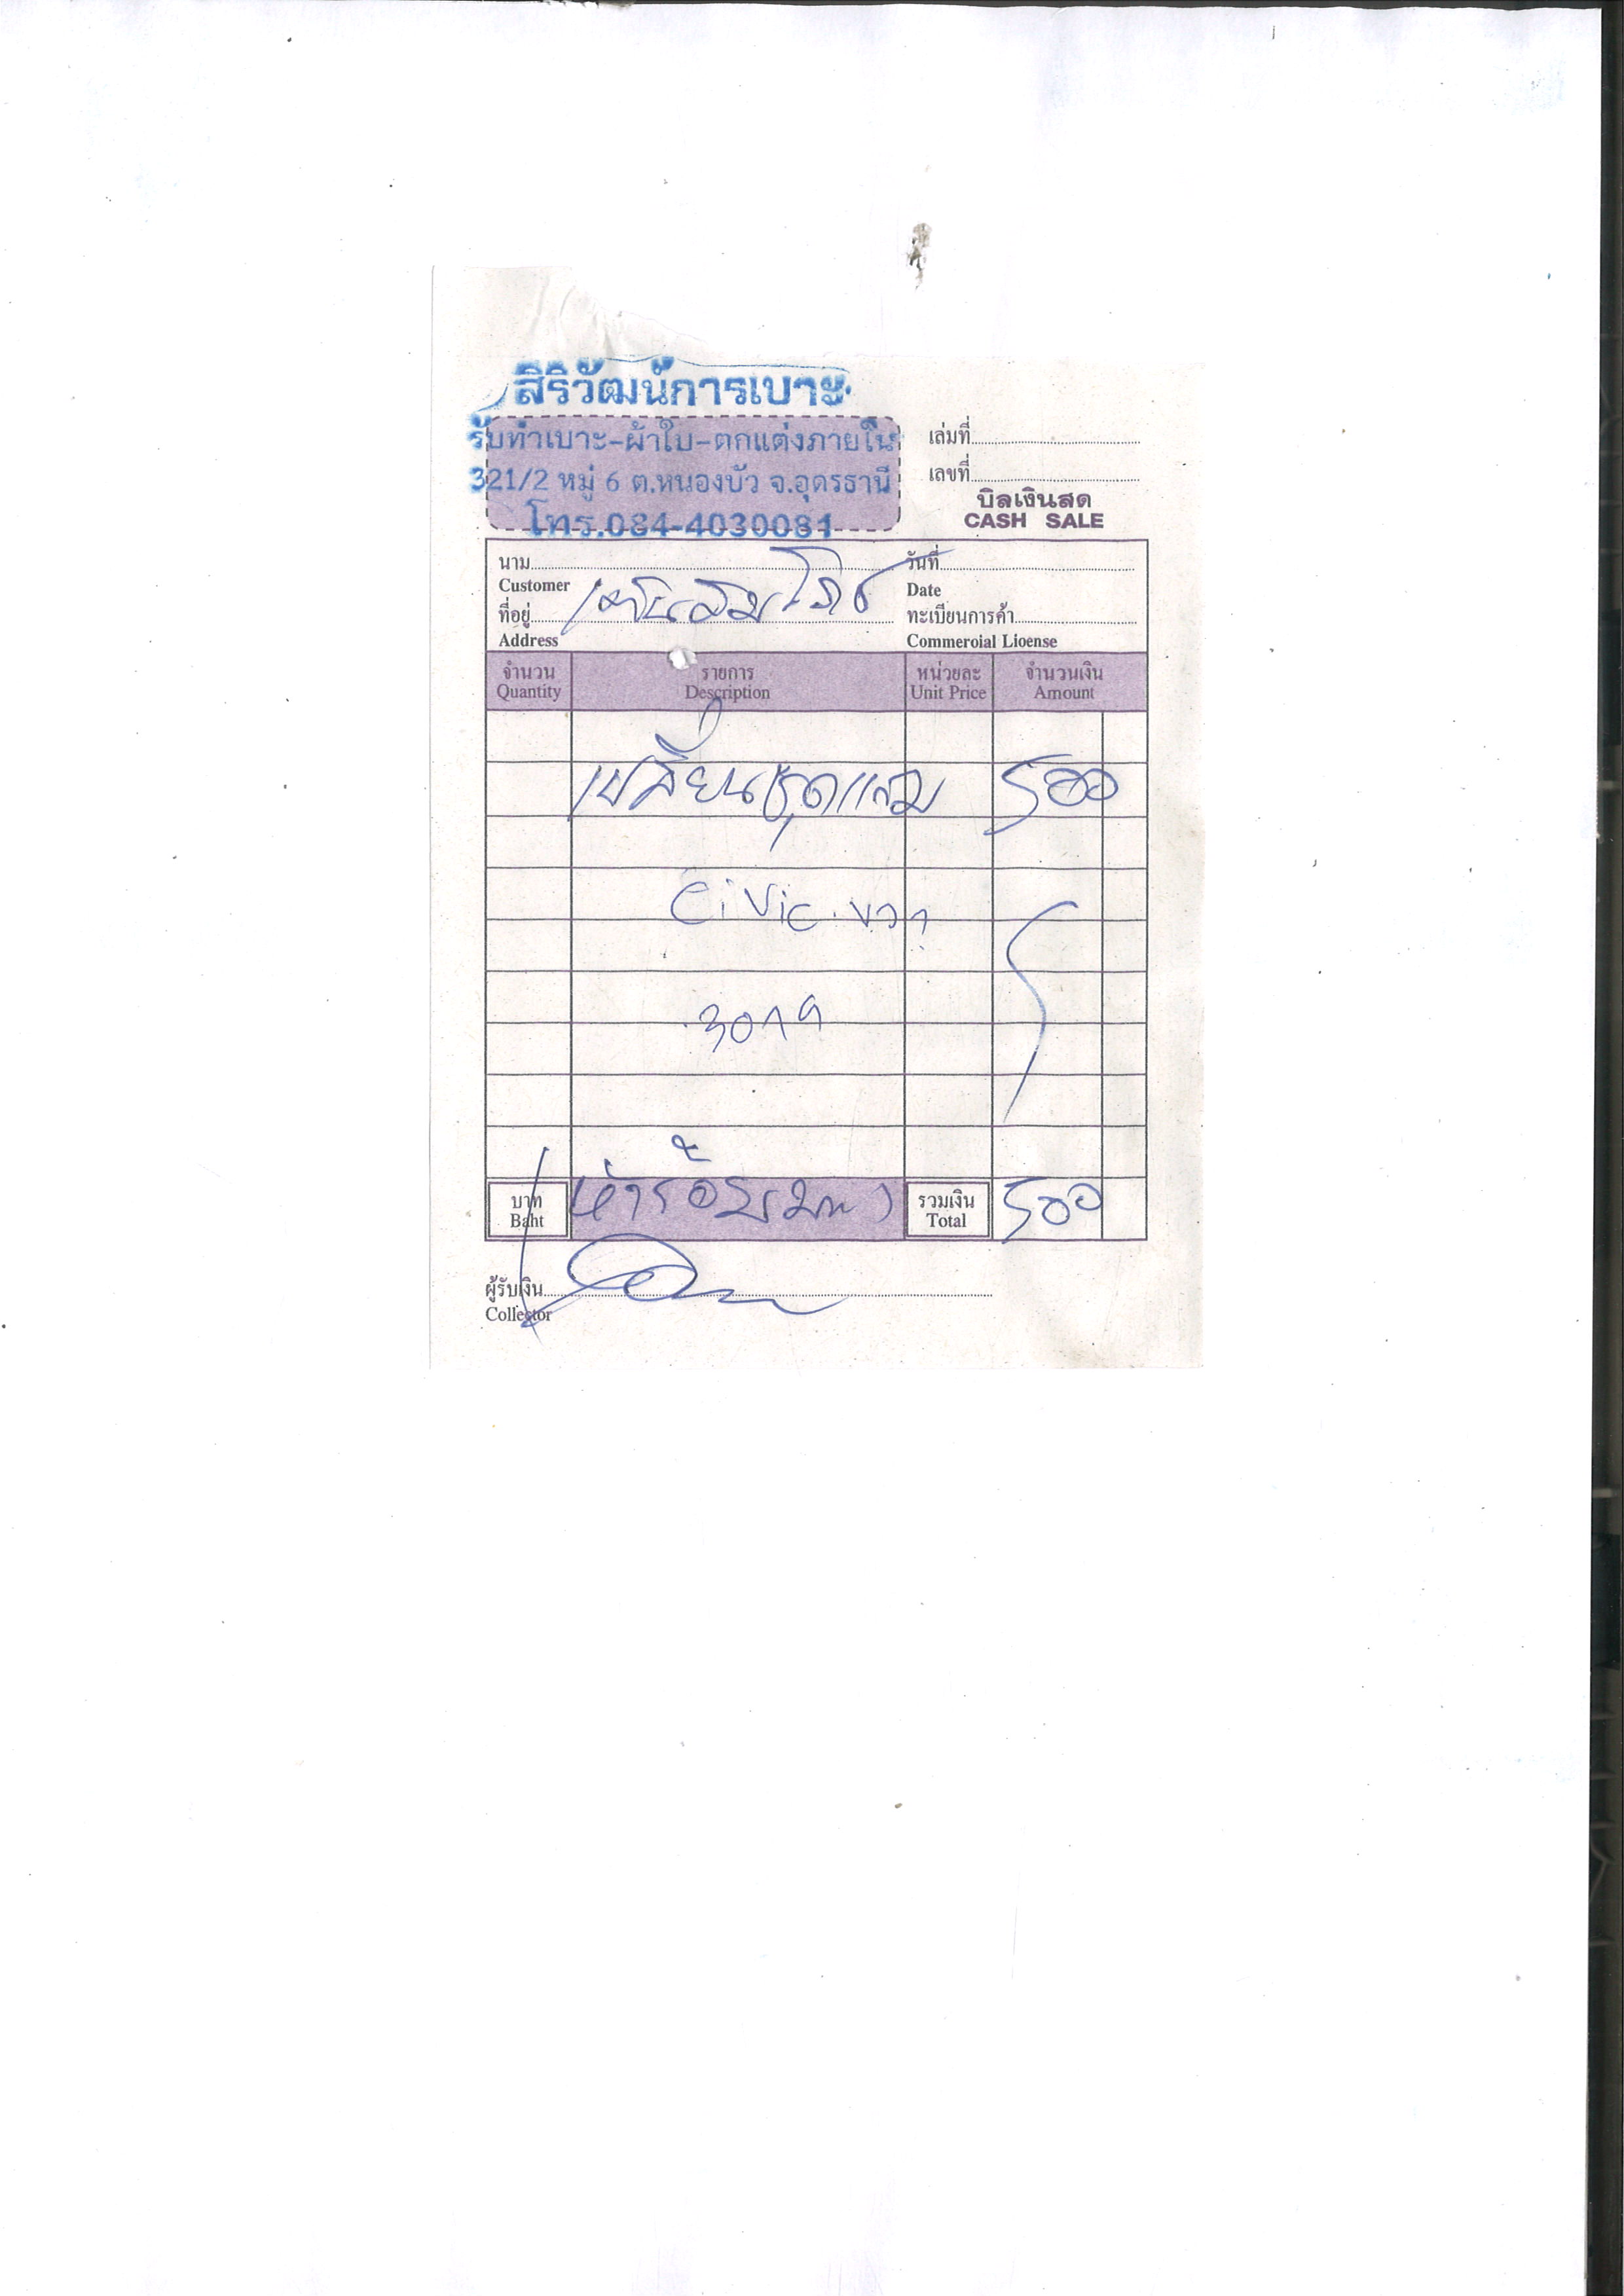 สิริวัฒน์การเบาะ
รับทำเบาะ-ผ้าใบ-ตกแต่งภายใน
321/2 หมู่ 6 ต.หนองบัว จ.อุดรธานี
โทร.084-4030081
เล่มที่
เลขที่
บิลเงินสด
CASH SALE
นาม วันที่
Customer Date
ที่อยู่ ทะเบียนการค้า
Address Commercial Lioense
จำนวน รายการ หน่วยละ จำนวนเงิน
Quantity Description Unit Price Amount
เปลี่ยนชุด 500
Civic
บาท ห้าร้อยบาท รวมเงิน 500
Baht Total
ผู้รับเงิน
Collector